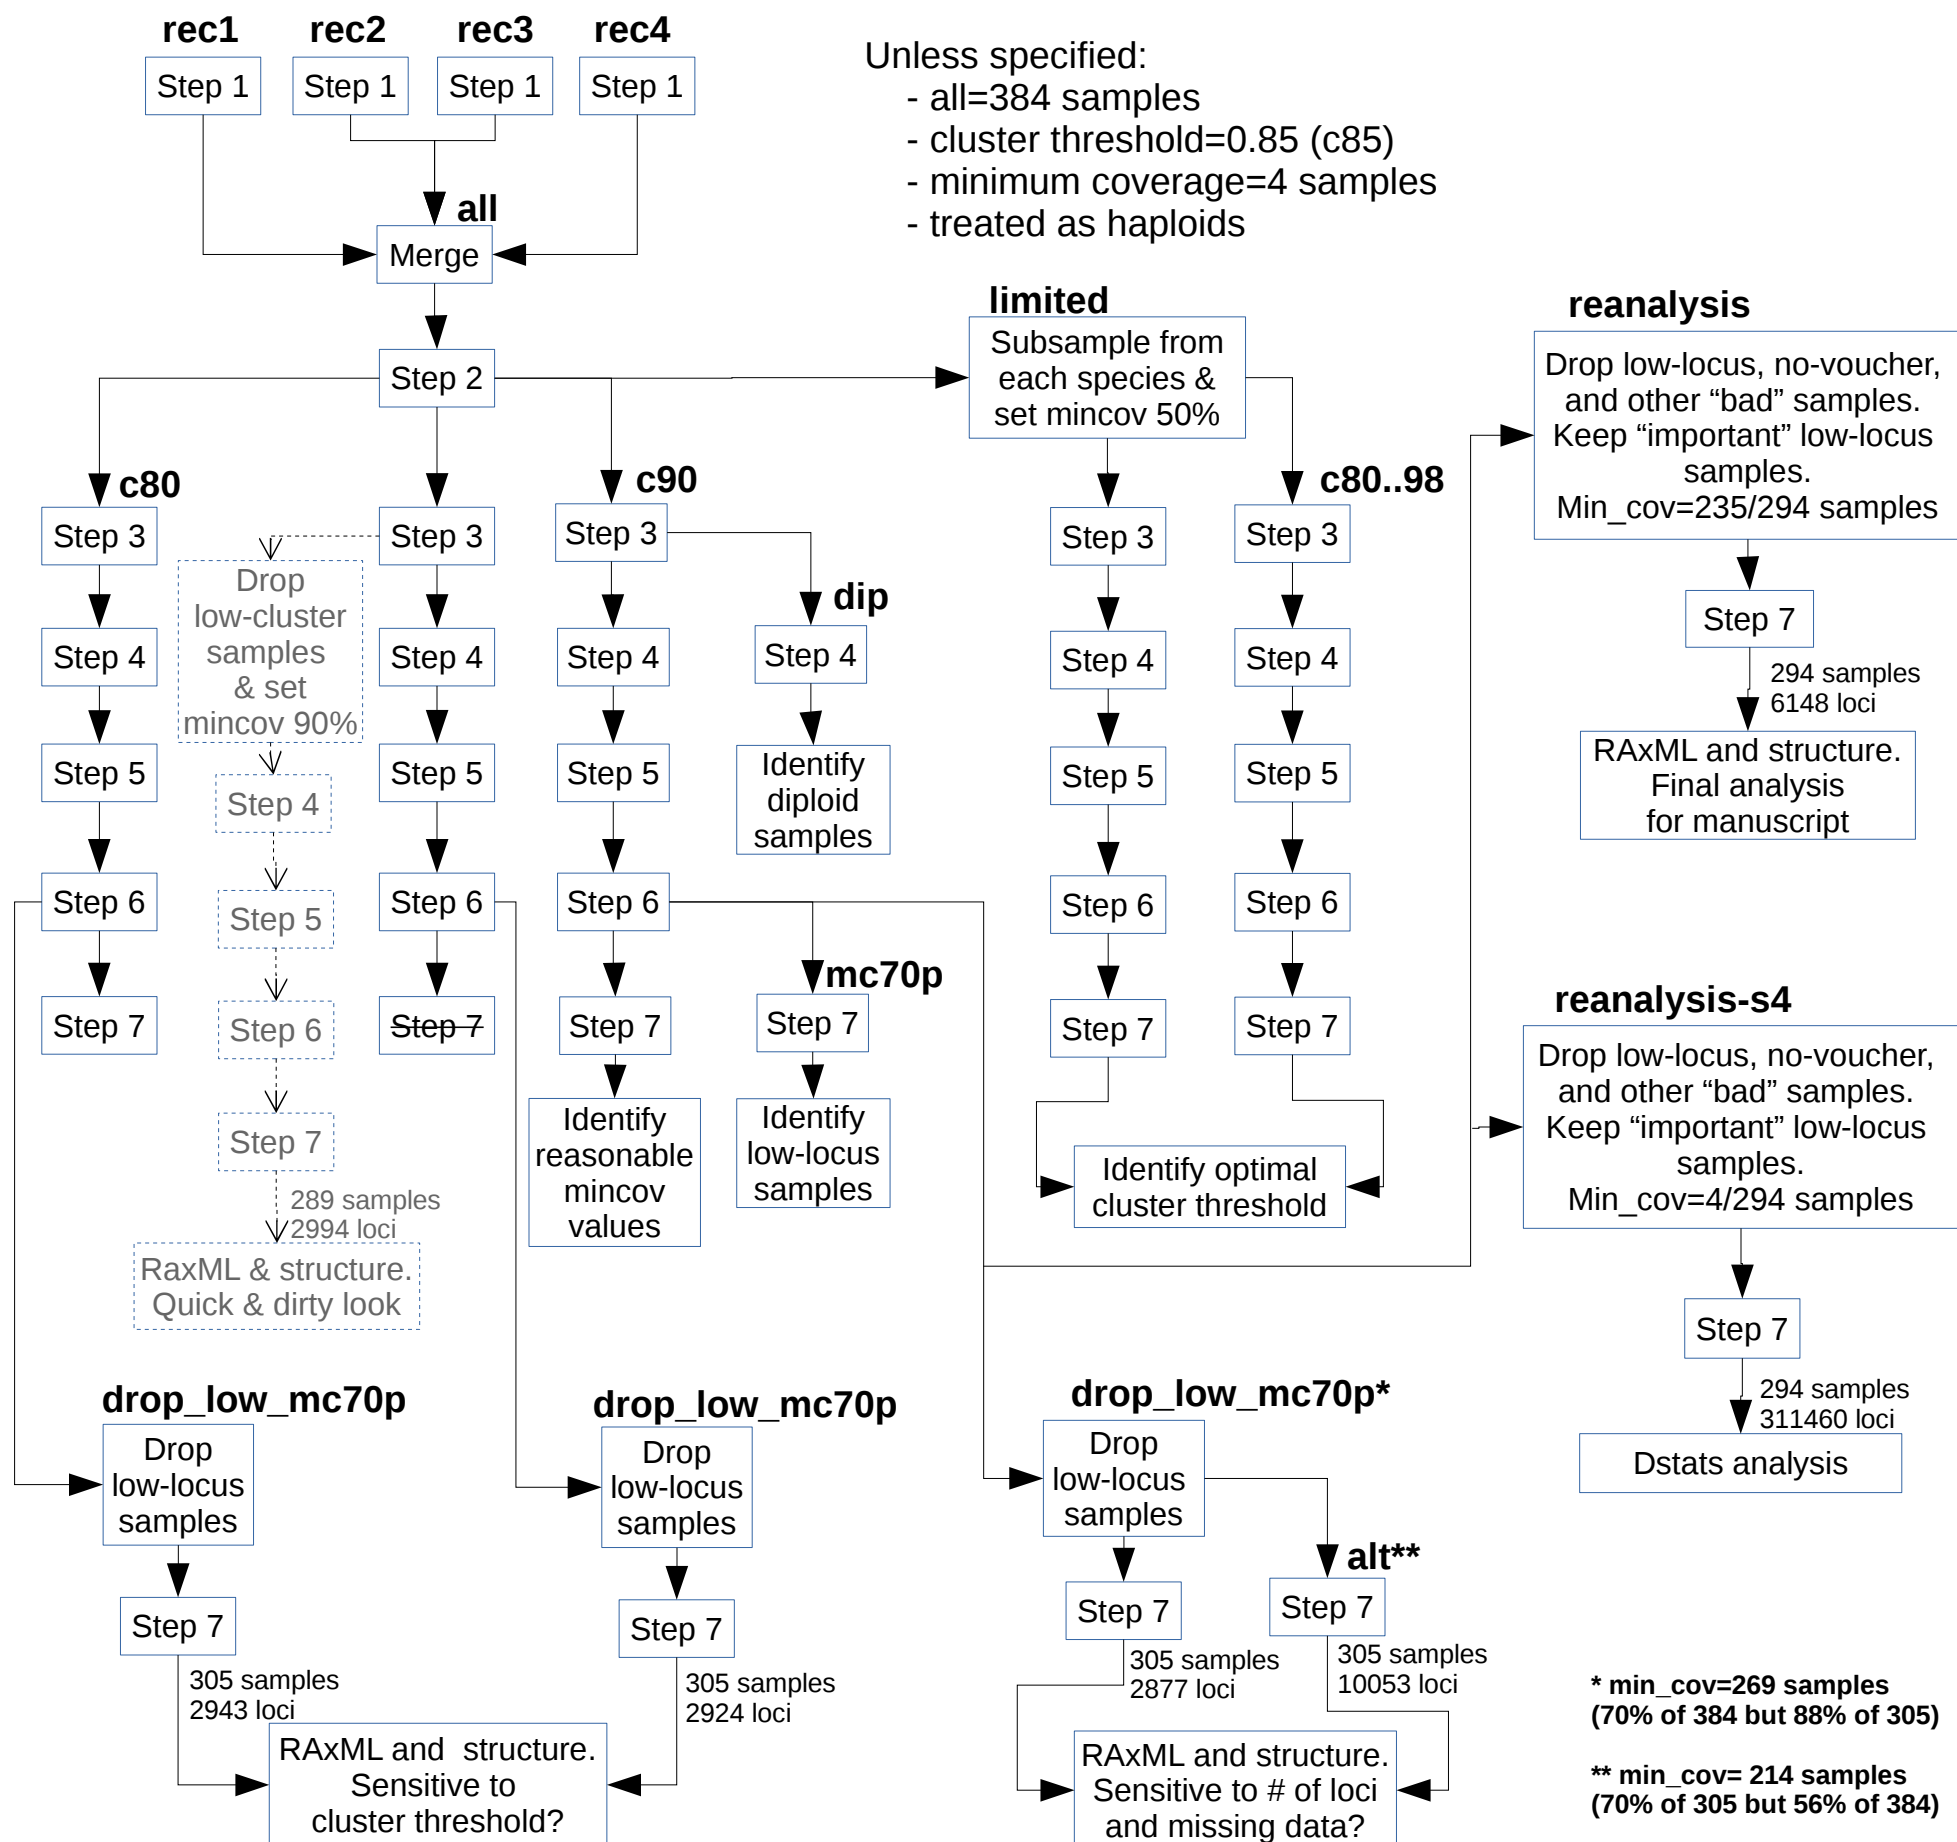 rec1
rec2
rec3
rec4
Step 1
Step 1
Step 1
Step 1
Unless specified:
- all=384 samples
- cluster threshold=0.85 (c85)
- minimum coverage=4 samples
- treated as haploids
all
Merge
Step 2
limited
Subsample from
each species &
set mincov 50%
reanalysis
Drop low-locus, no-voucher,
and other “bad” samples.
Keep “important” low-locus
samples.
Min_cov=235/294 samples
Step 7
294 samples
6148 loci
RAxML and structure.
Final analysis
for manuscript
c80
Step 3
Step 4
Step 5
Step 6
Step 7
Drop
low-cluster
samples
& set
mincov 90%
Step 4
Step 5
Step 6
Step 7
289 samples
2994 loci
RaxML & structure.
Quick & dirty look
Step 3
Step 4
Step 5
Step 6
Step 7
c90
Step 3
Step 4
Step 5
Step 6
Step 7
Identify
reasonable
mincov
values
dip
Step 4
Identify
diploid
samples
mc70p
Step 7
Identify
low-locus
samples
Step 3
Step 4
Step 5
Step 6
Step 7
c80..98
Step 3
Step 4
Step 5
Step 6
Step 7
Identify optimal
cluster threshold
reanalysis-s4
Drop low-locus, no-voucher,
and other “bad” samples.
Keep “important” low-locus
samples.
Min_cov=4/294 samples
Step 7
294 samples
311460 loci
Dstats analysis
drop_low_mc70p
Drop
low-locus
samples
Step 7
305 samples
2943 loci
drop_low_mc70p
Drop
low-locus
samples
Step 7
305 samples
2924 loci
RAxML and structure.
Sensitive to
cluster threshold?
drop_low_mc70p*
Drop
low-locus
samples
Step 7
305 samples
2877 loci
alt**
Step 7
305 samples
10053 loci
RAxML and structure.
Sensitive to # of loci
and missing data?
* min_cov=269 samples
(70% of 384 but 88% of 305)
** min_cov= 214 samples
(70% of 305 but 56% of 384)